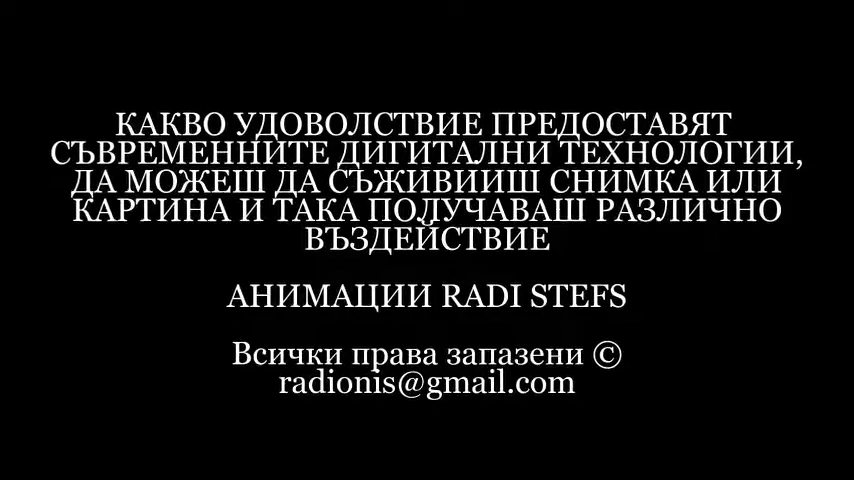 КАКВО УДОВОЛСТВИЕ ПРЕДОСТАВЯТ
СЪВРЕМЕННИТЕ ДИГИТАЛНИ ТЕХНОЛОГИИ,
ДА МОЖЕШ ДА СЪЖИВИИШ СНИМКА ИЛИ
КАРТИНА И ТАКА ПОЛУЧАВАШ РАЗЛИЧНО
ВЪЗДЕЙСТВИЕ
АНИМАЦИИ RADI STEFS
Всички права запазени ©
radionis@gmail.com